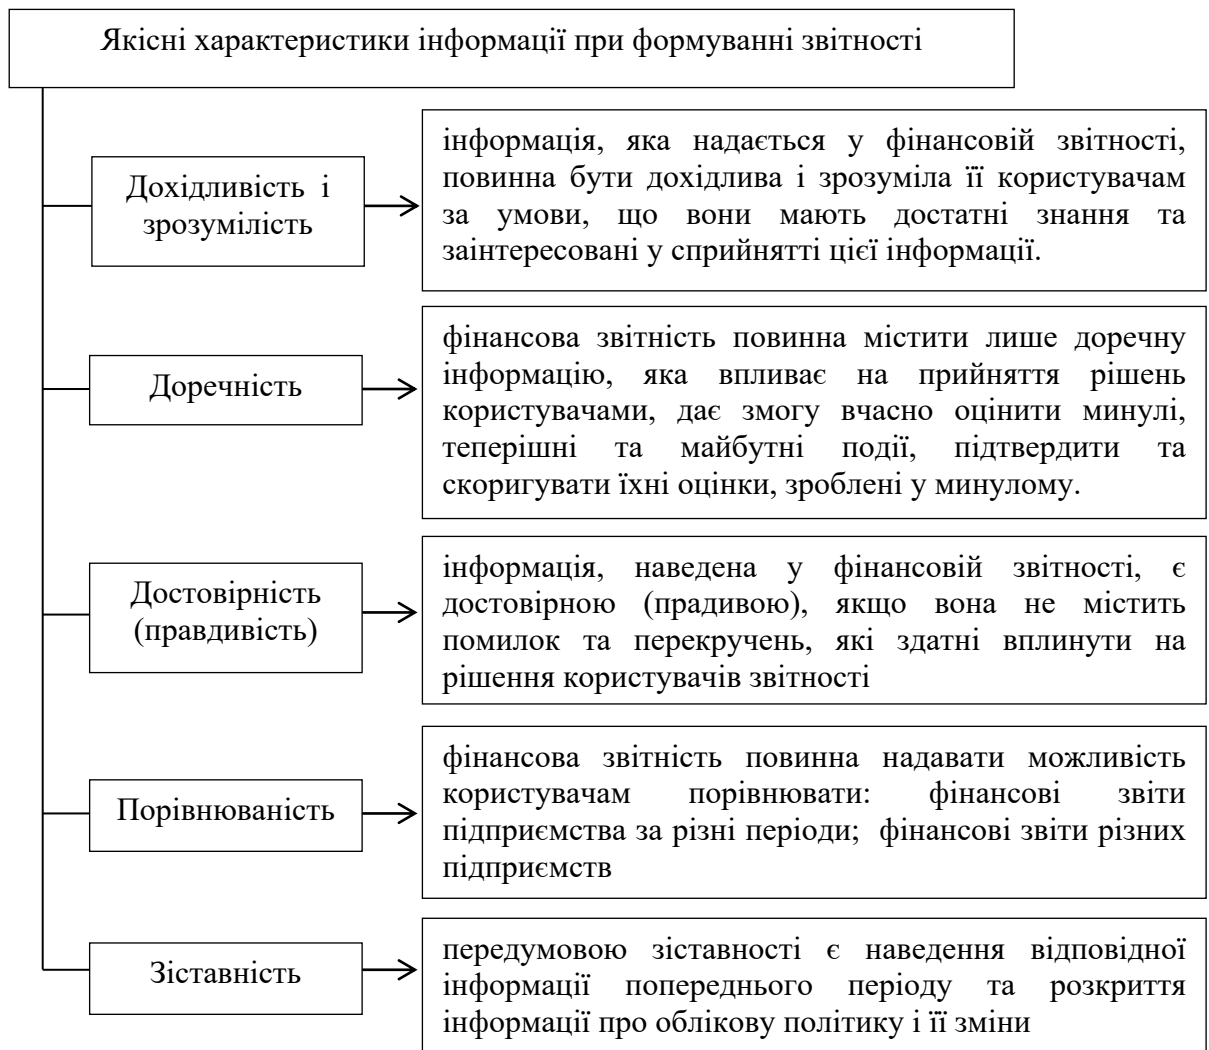 Якісні характеристики інформації при формуванні звітності
Дохідливість і
зрозумілість
інформація, яка надається у фінансовій звітності,
повинна бути дохідлива і зрозуміла її користувачам
за умови, що вони мають достатні знання та
заінтересовані у сприйнятті цієї інформації.
Доречність
фінансова звітність повинна містити лише доречну
інформацію, яка впливає на прийняття рішень
користувачами, дає змогу вчасно оцінити минулі,
теперішні та майбутні події, підтвердити та
скоригувати їхні оцінки, зроблені у минулому.
Достовірність
(правдивість)
інформація, наведена у фінансовій звітності, є
достовірною (прадивою), якщо вона не містить
помилок та перекручень, які здатні вплинути на
рішення користувачів звітності
Порівнюваність
фінансова звітність повинна надавати можливість
користувачам порівнювати: фінансові звіти
підприємства за різні періоди; фінансові звіти різних
підприємств
Зіставність
передумовою зіставності є наведення відповідної
інформації попереднього періоду та розкриття
інформації про облікову політику і її зміни